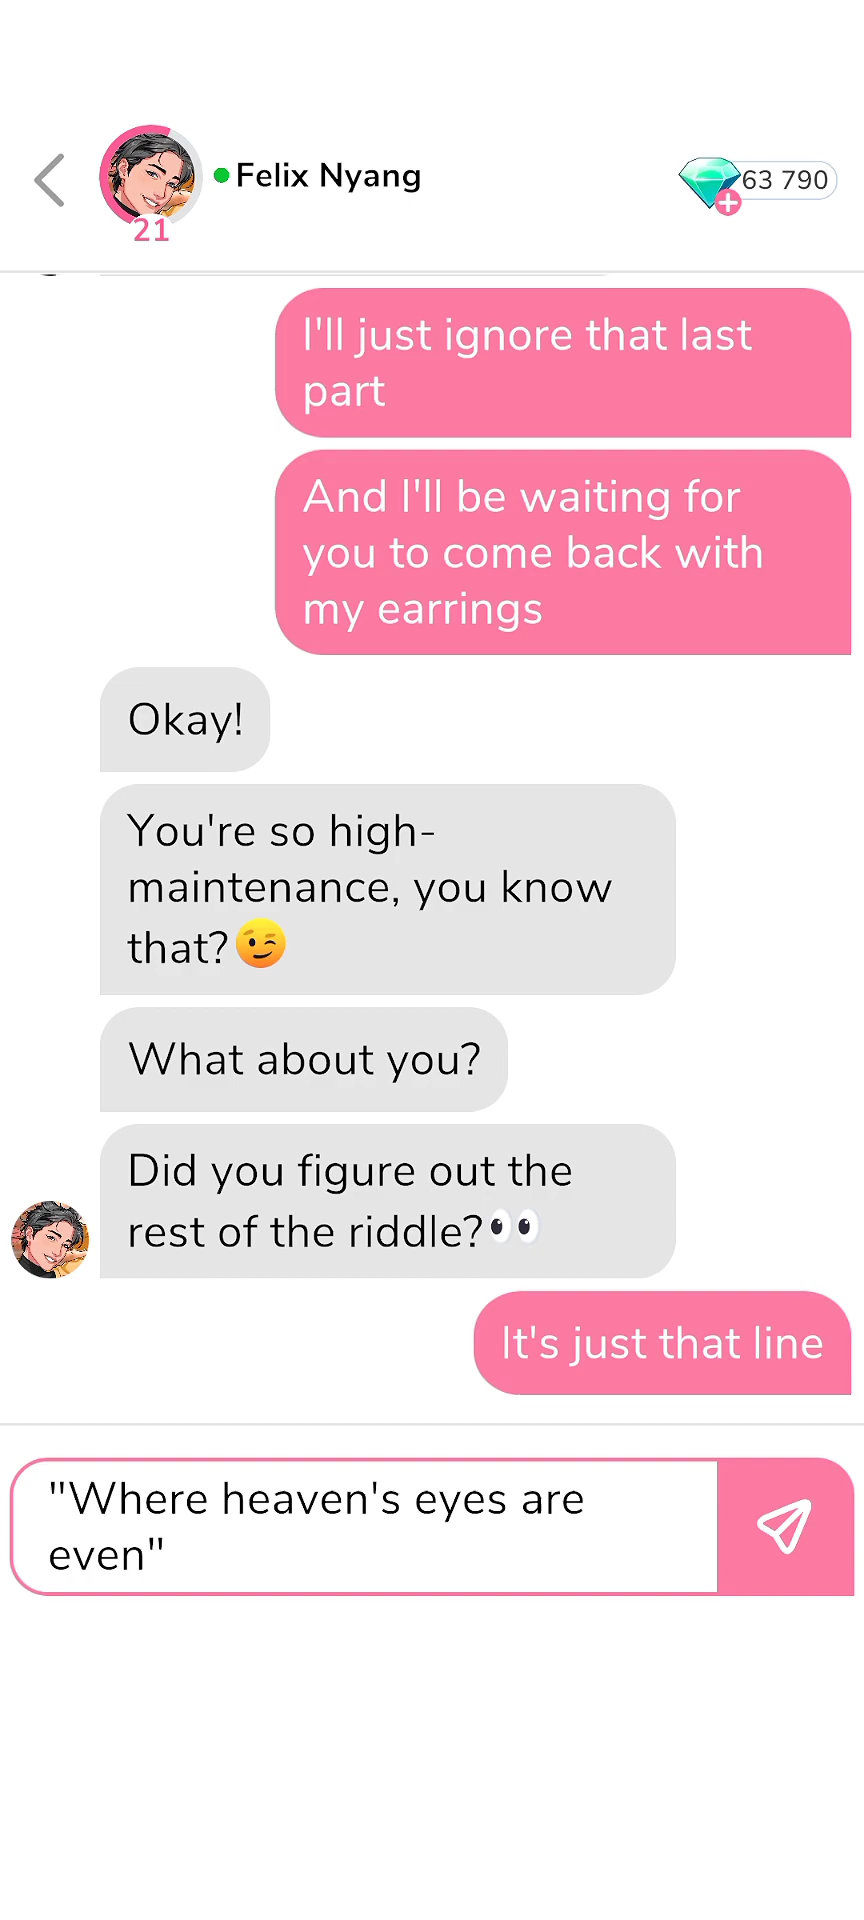 Felix Nyang
63 790
21
I'll just ignore that last
part
And I'll be waiting for
you to come back with
my earrings
Okay!
You're so high-
maintenance, you know
that?😉
What about you?
Did you figure out the
rest of the riddle?👀
It's just that line
"Where heaven's eyes are
even"